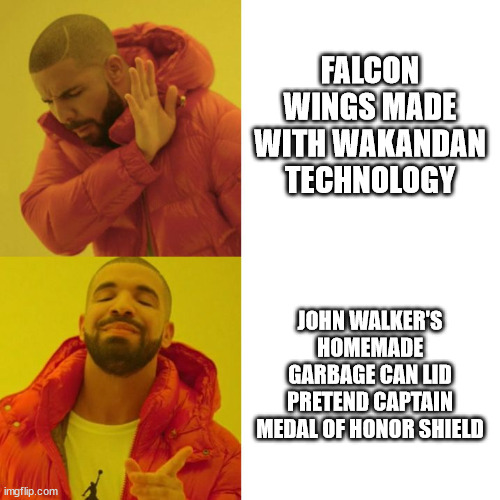 FALCON
WINGS MADE
WITH WAKANDAN
TECHNOLOGY
JOHN WALKER'S
HOMEMADE
GARBAGE CAN LID
PRETEND CAPTAIN
MEDAL OF HONOR SHIELD
imgflip.com